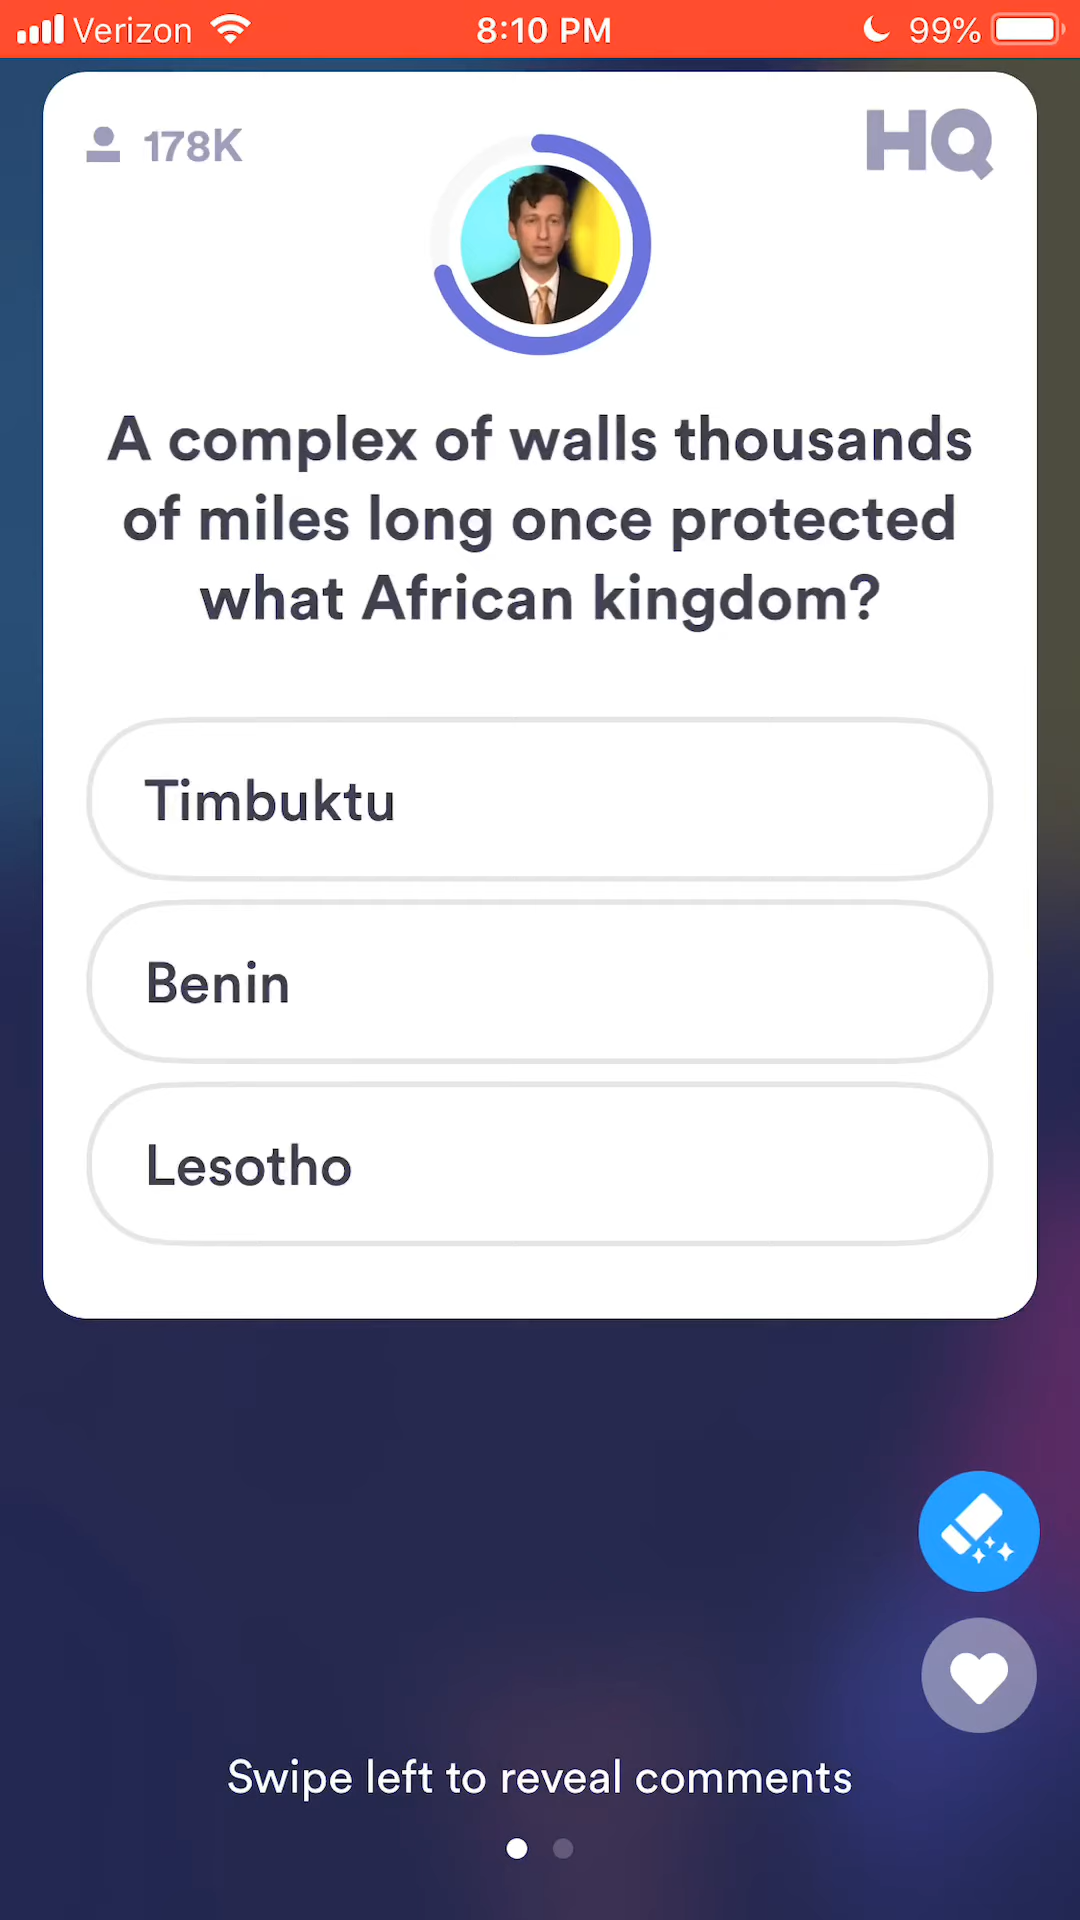 Verizon 8:10 PM 99%
178K HQ
A complex of walls thousands
of miles long once protected
what African kingdom?
Timbuktu
Benin
Lesotho
Swipe left to reveal comments